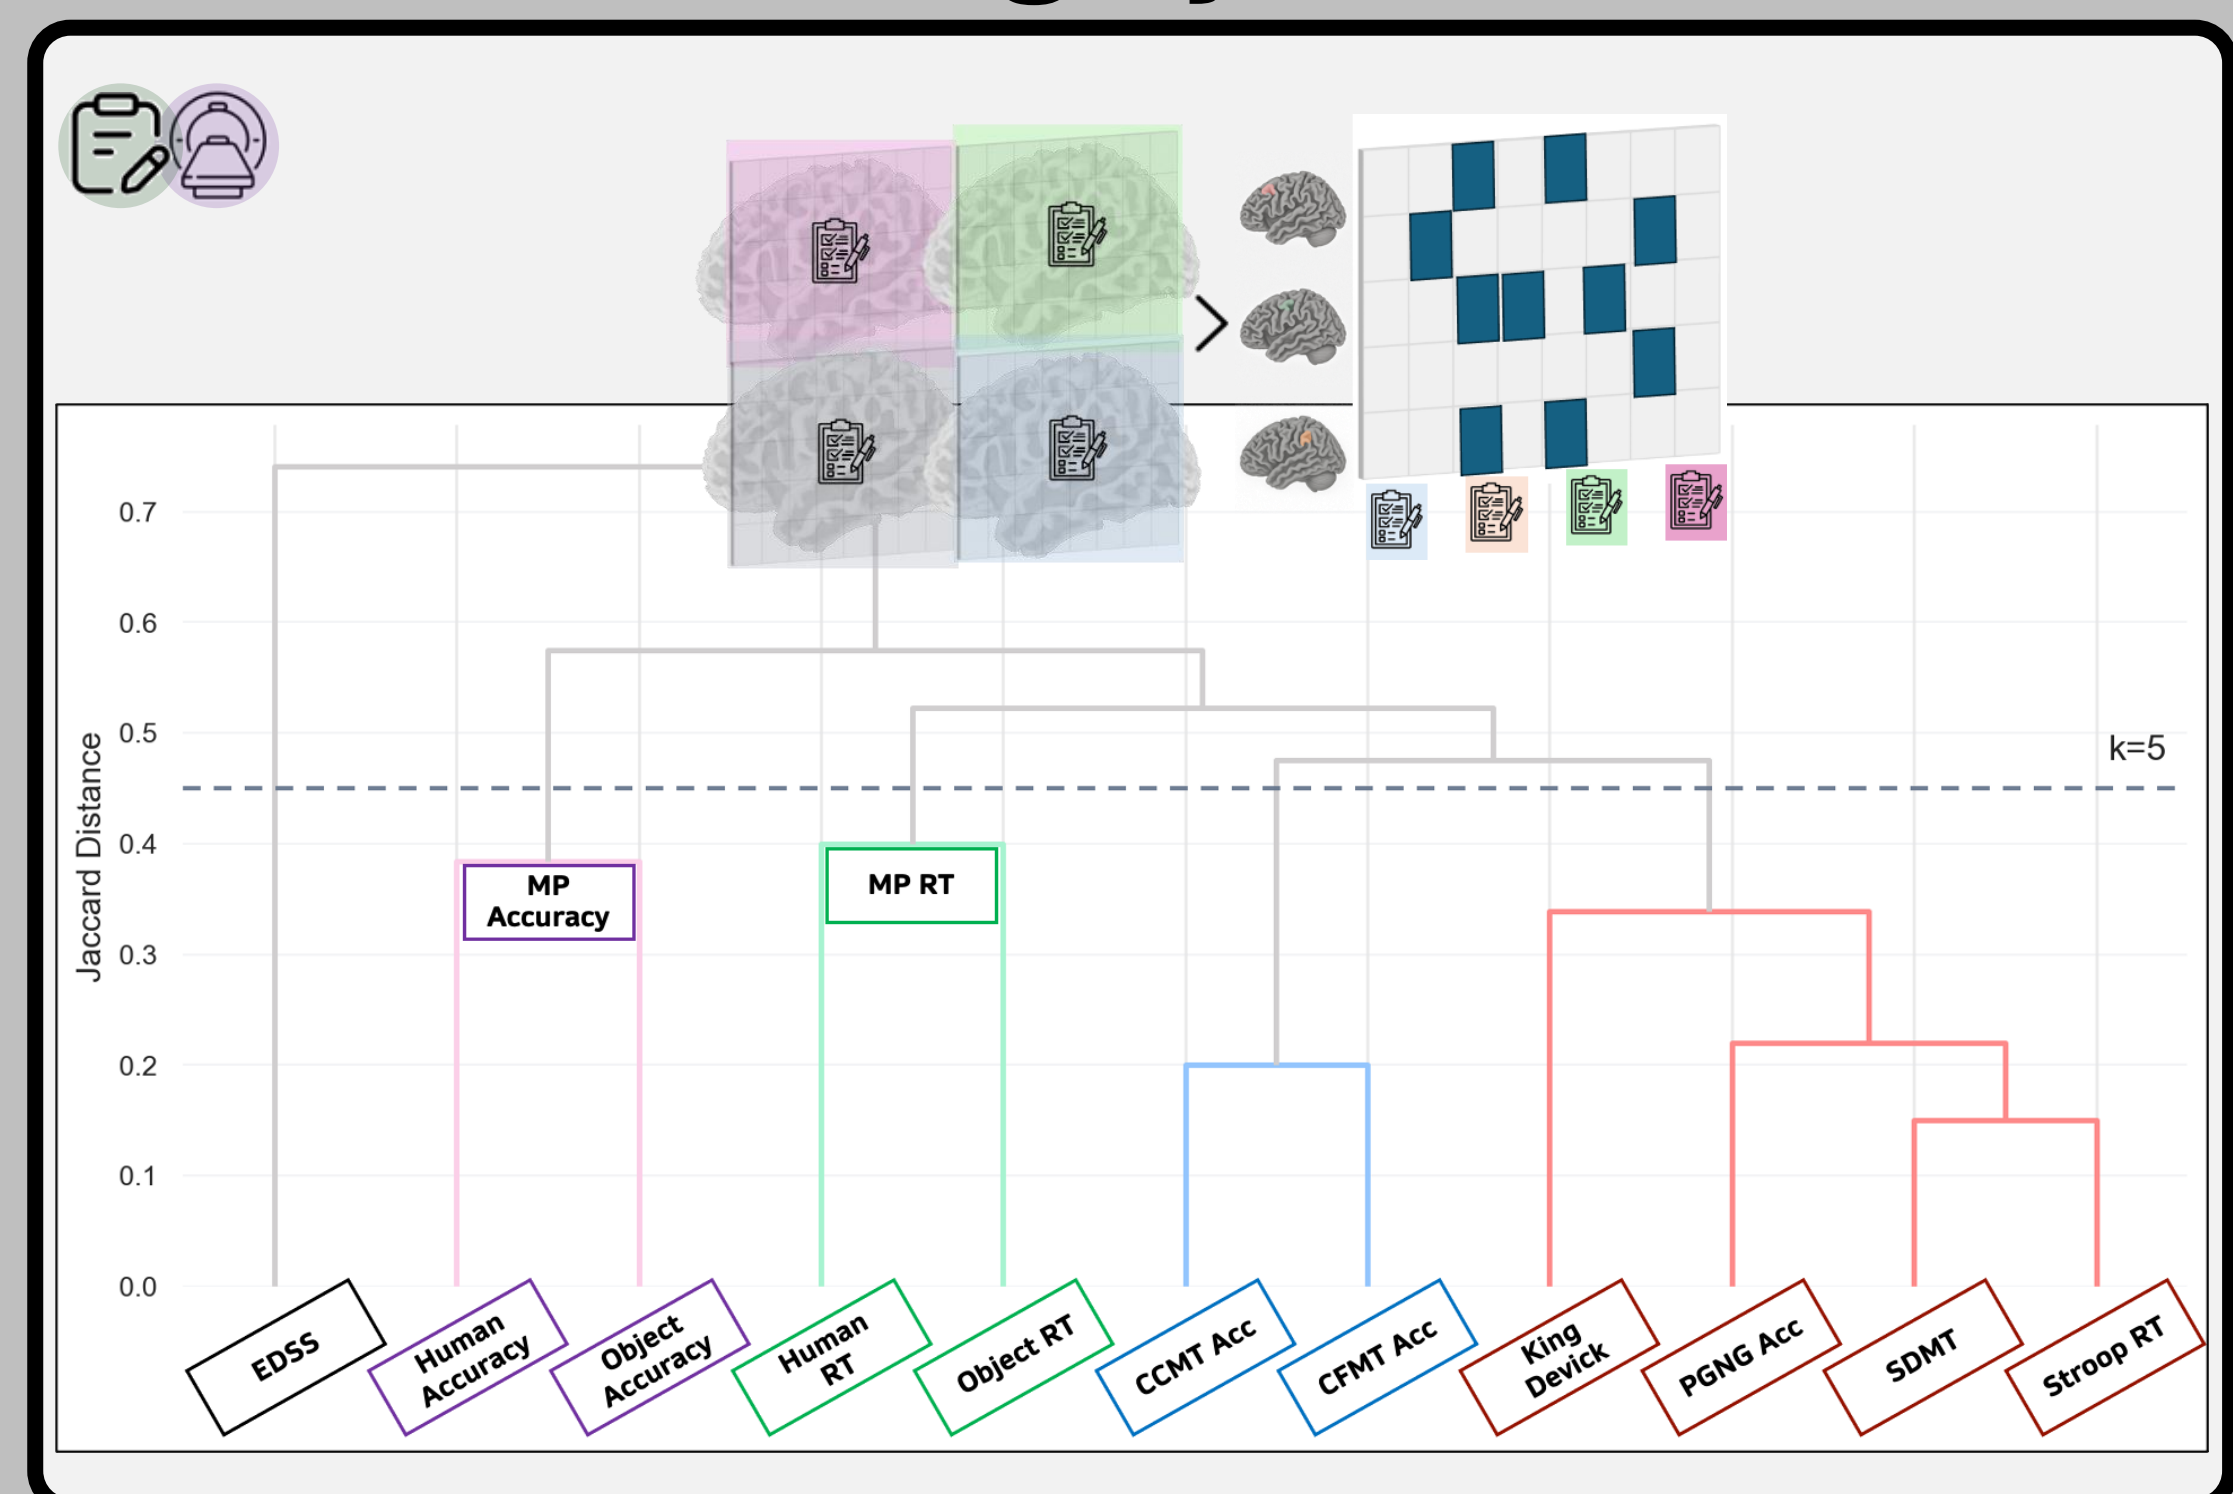 0.7
0.6
0.5
0.4
0.3
0.2
0.1
0.0
Jaccard Distance
k=5
MP
Accuracy
MP RT
EDSS
Human
Accuracy
Object
Accuracy
Human
RT
Object RT
CCMT Acc
CFMT Acc
King
Devick
PGNG Acc
SDMT
Stroop RT